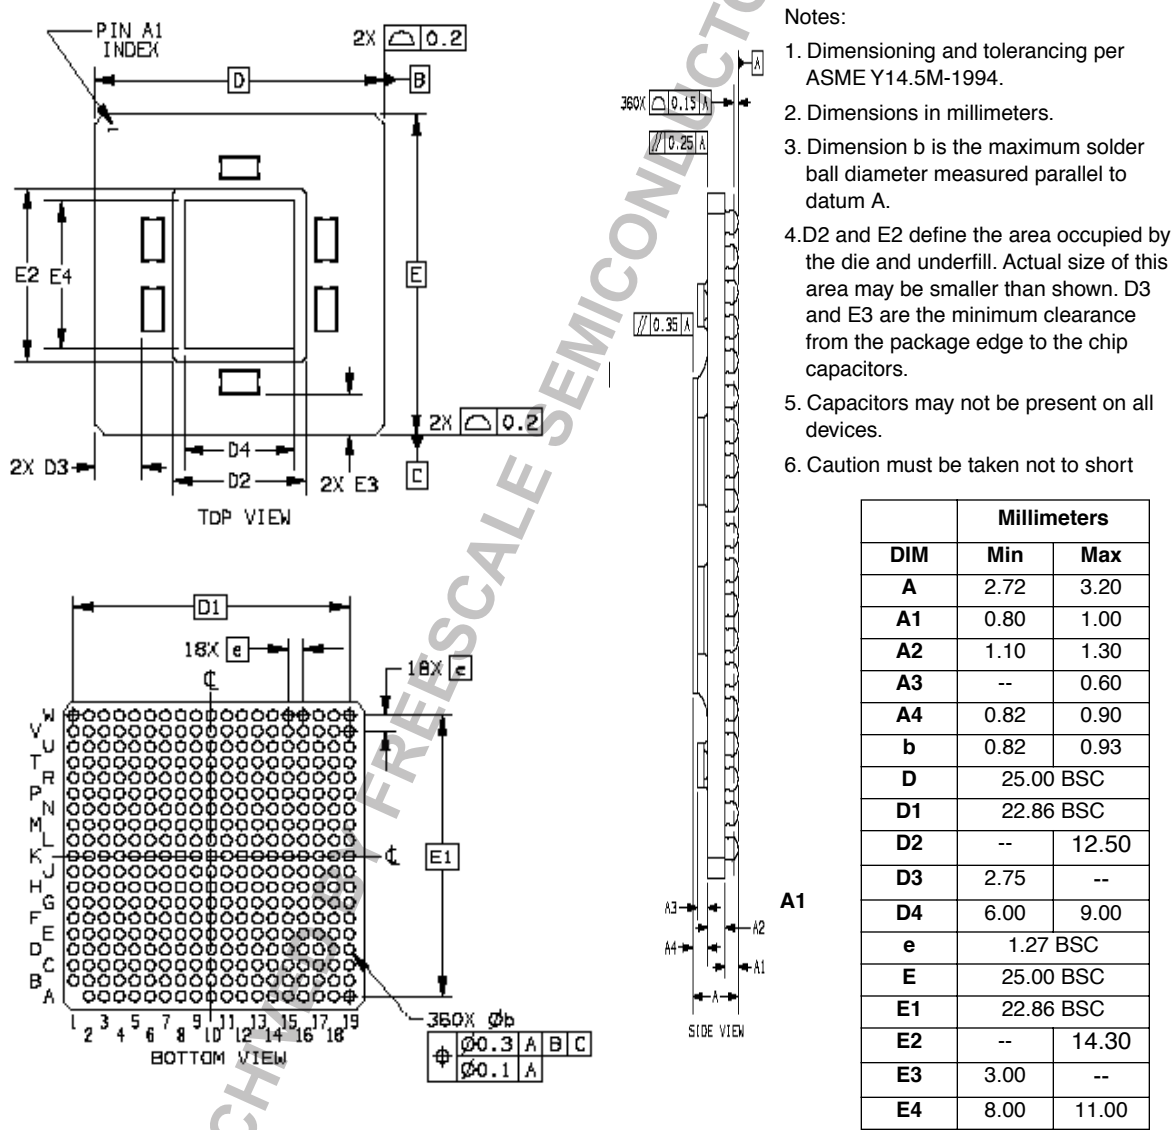 PIN A1
INDEX
2X 0.2
D
B
E2 E4
E
2X 0.2
D4
2X D3
D2
2X E3
C
TOP VIEW
D1
18X e
18X e
W
V
U
T
R
P
N
M
L
K
J
H
G
F
E
D
C
B
A
E1
1 3 5 7 9 11 13 15 17 19
2 4 6 8 10 12 14 16 18
BOTTOM VIEW
360X Øb
Ø0.3 A B C
Ø0.1 A
A
360X 0.15 A
// 0.25 A
// 0.35 A
A3
A2
A4
A1
A
SIDE VIEW
A1
ARCHIVED BY FREESCALE SEMICONDUCTOR
Notes:
1. Dimensioning and tolerancing per
ASME Y14.5M-1994.
2. Dimensions in millimeters.
3. Dimension b is the maximum solder
ball diameter measured parallel to
datum A.
4.D2 and E2 define the area occupied by
the die and underfill. Actual size of this
area may be smaller than shown. D3
and E3 are the minimum clearance
from the package edge to the chip
capacitors.
5. Capacitors may not be present on all
devices.
6. Caution must be taken not to short
Millimeters
DIM Min Max
A 2.72 3.20
A1 0.80 1.00
A2 1.10 1.30
A3 -- 0.60
A4 0.82 0.90
b 0.82 0.93
D 25.00 BSC
D1 22.86 BSC
D2 -- 12.50
D3 2.75 --
D4 6.00 9.00
e 1.27 BSC
E 25.00 BSC
E1 22.86 BSC
E2 -- 14.30
E3 3.00 --
E4 8.00 11.00